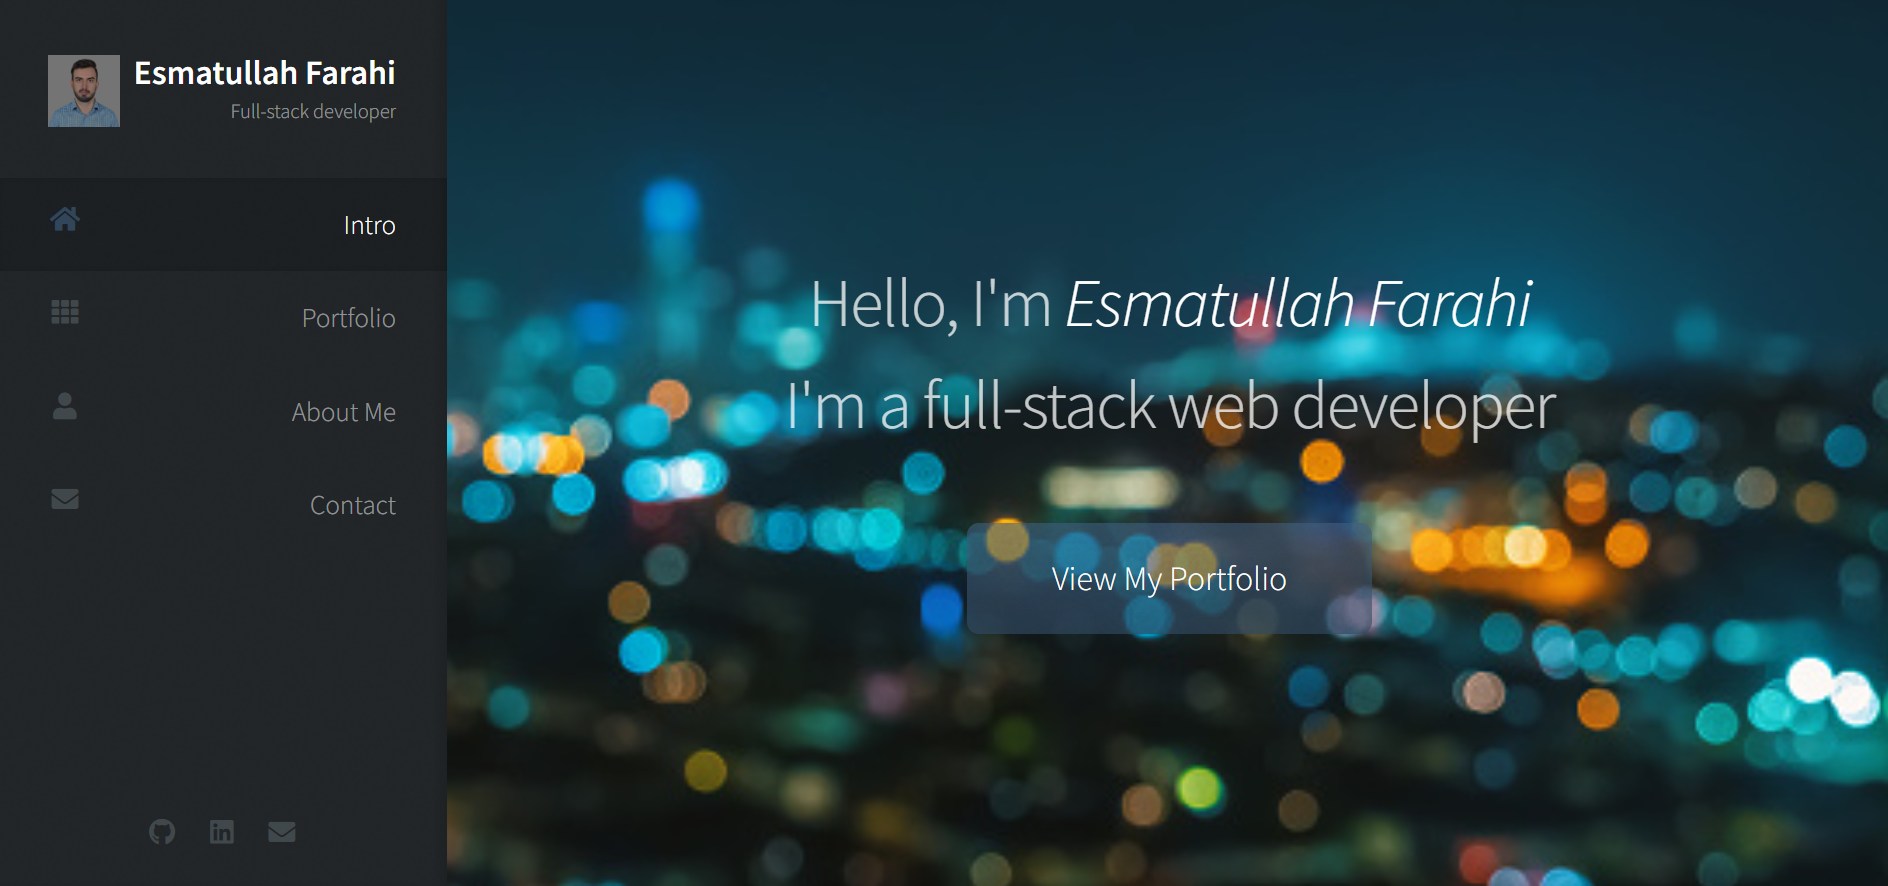 Esmatullah Farahi
Full-stack developer
Intro
Portfolio
About Me
Contact
Hello, I'm Esmatullah Farahi
I'm a full-stack web developer
View My Portfolio